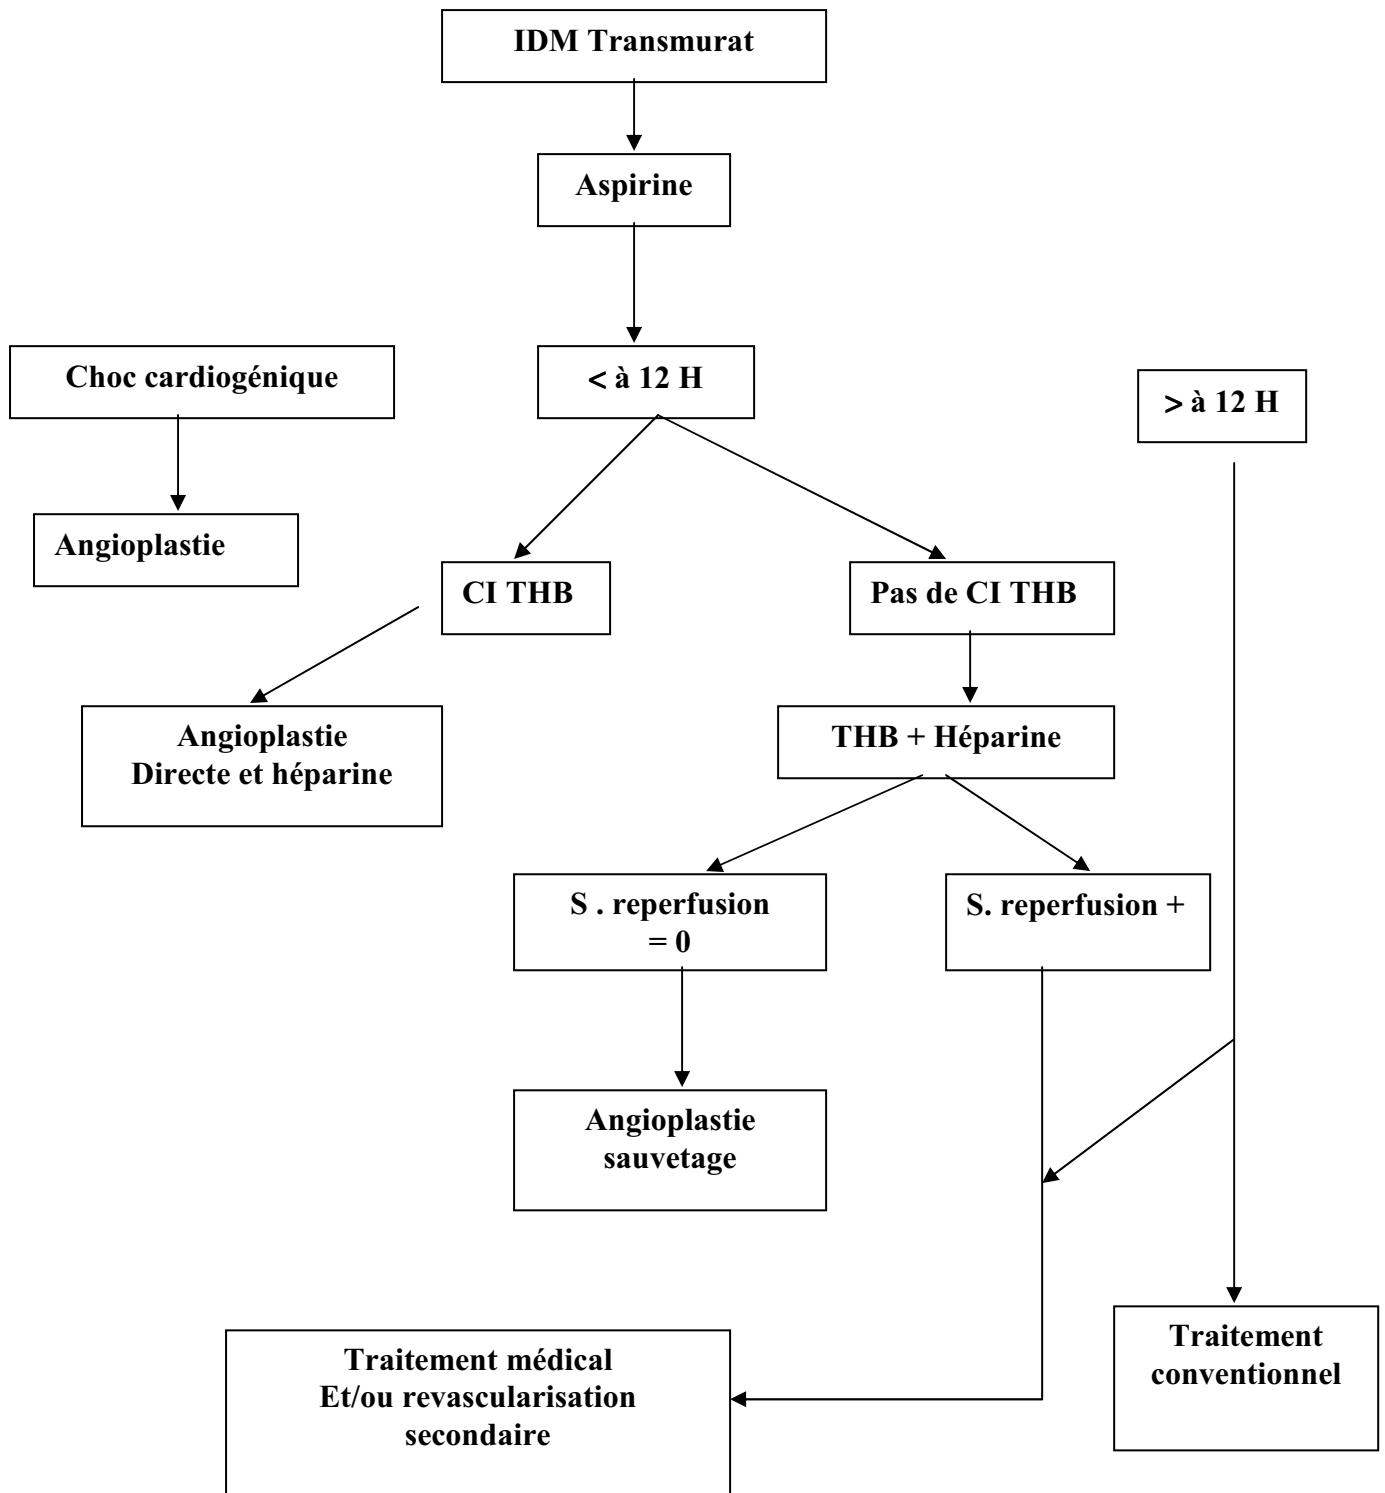 IDM Transmurat
Aspirine
Choc cardiogénique
< à 12 H
> à 12 H
Angioplastie
CI THB
Pas de CI THB
Angioplastie
Directe et héparine
THB + Héparine
S . reperfusion
= 0
S. reperfusion +
Angioplastie
sauvetage
Traitement médical
Et/ou revascularisation
secondaire
Traitement
conventionnel